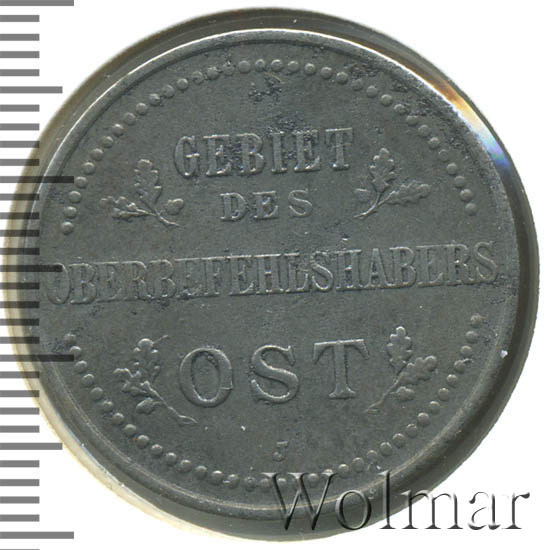 GEBIET
DES
OBERBEFEHLSHABERS
OST
J
Wolmar